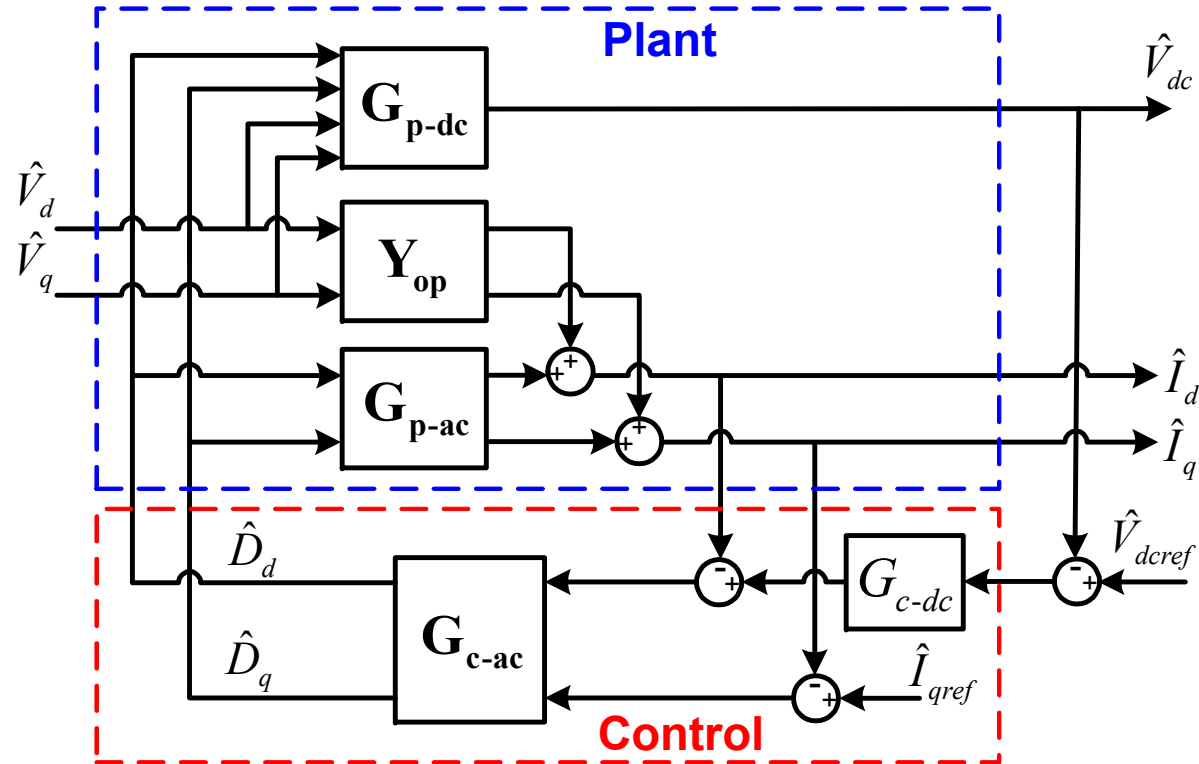 Plant
V̂dc
Gp-dc
V̂d
V̂q
Yop
+
+
Îd
Gp-ac
+
+
Îq
D̂d
Gc-ac
-
+
Gc-dc
-
+
V̂dcref
D̂q
-
+
Îqref
Control